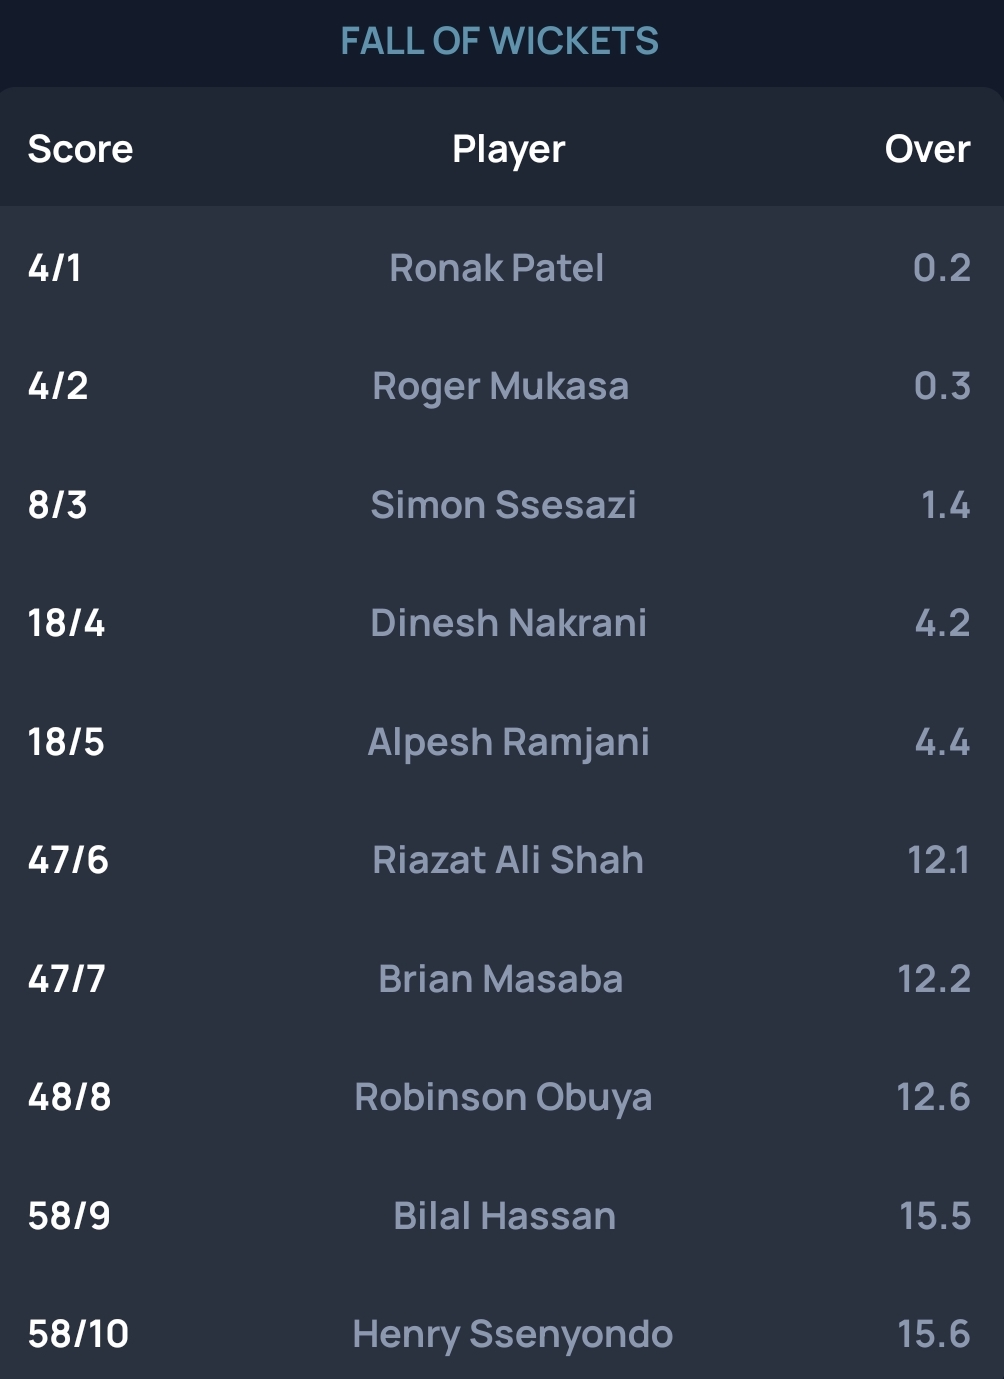 FALL OF WICKETS
Score Player Over
4/1 Ronak Patel 0.2
4/2 Roger Mukasa 0.3
8/3 Simon Ssesazi 1.4
18/4 Dinesh Nakrani 4.2
18/5 Alpesh Ramjani 4.4
47/6 Riazat Ali Shah 12.1
47/7 Brian Masaba 12.2
48/8 Robinson Obuya 12.6
58/9 Bilal Hassan 15.5
58/10 Henry Ssenyondo 15.6